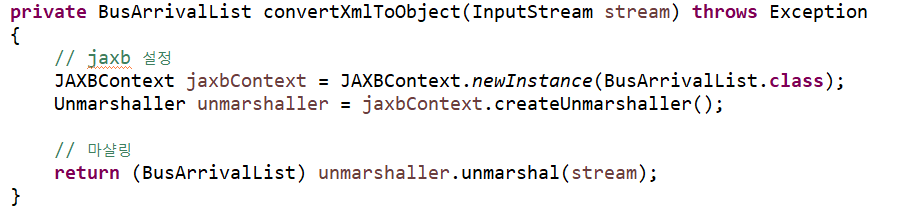 private BusArrivalList convertXmlToObject(InputStream stream) throws Exception
{
// jaxb 설정
JAXBContext jaxbContext = JAXBContext.newInstance(BusArrivalList.class);
Unmarshaller unmarshaller = jaxbContext.createUnmarshaller();
// 마샬링
return (BusArrivalList) unmarshaller.unmarshal(stream);
}